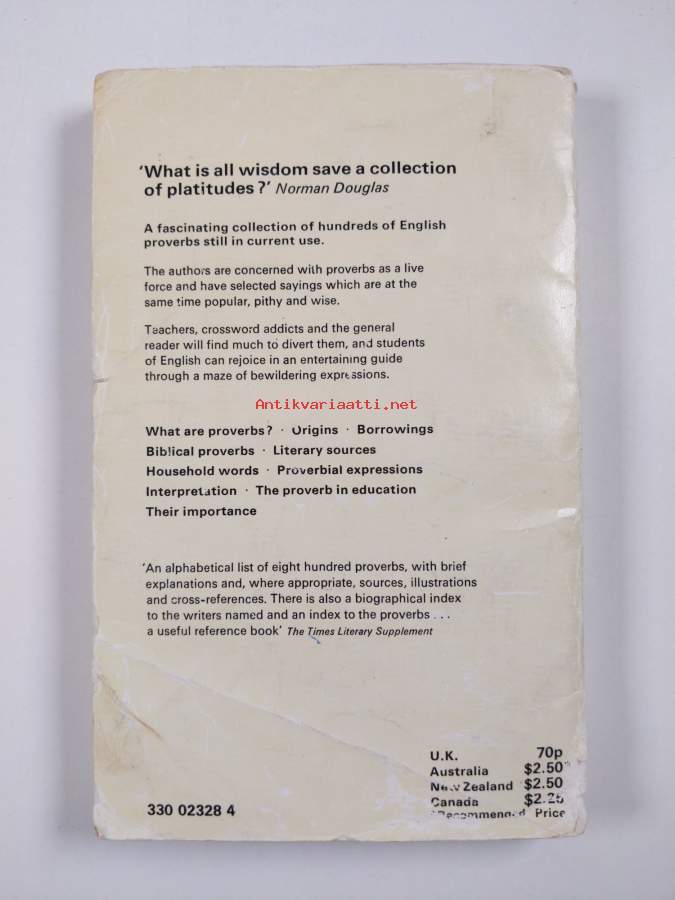 'What is all wisdom save a collection
of platitudes?' Norman Douglas
A fascinating collection of hundreds of English
proverbs still in current use.
The authors are concerned with proverbs as a live
force and have selected sayings which are at the
same time popular, pithy and wise.
Teachers, crossword addicts and the general
reader will find much to divert them, and students
of English can rejoice in an entertaining guide
through a maze of bewildering expressions.
Antikvariaatti.net
What are proverbs? · Origins · Borrowings
Biblical proverbs · Literary sources
Household words · Proverbial expressions
Interpretation · The proverb in education
Their importance
'An alphabetical list of eight hundred proverbs, with brief
explanations and, where appropriate, sources, illustrations
and cross-references. There is also a biographical index
to the writers named and an index to the proverbs . . .
a useful reference book' The Times Literary Supplement
U.K. 70p
Australia $2.50*
New Zealand $2.50
Canada $2.25
*Recommended Price
330 02328 4